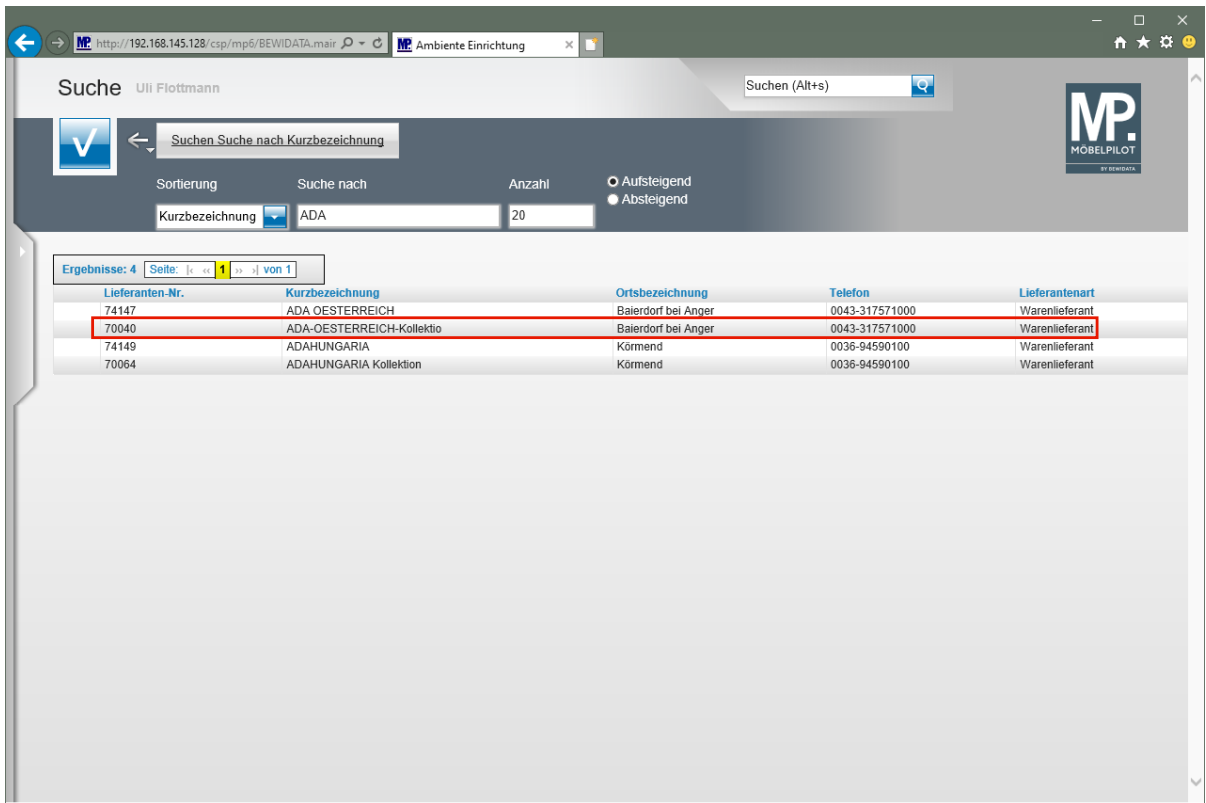 http://192.168.145.128/csp/mp6/BEWIDATA.mair
MP. Ambiente Einrichtung
Suche Uli Flottmann
Suchen (Alt+s)
MP.
MÖBELPILOT
BY BEWIDATA
Suchen Suche nach Kurzbezeichnung
Sortierung Suche nach Anzahl
Aufsteigend
Absteigend
Kurzbezeichnung ADA 20
Ergebnisse: 4 Seite: |‹ ‹‹ 1 ›› ›| von 1
Lieferanten-Nr. Kurzbezeichnung Ortsbezeichnung Telefon Lieferantenart
74147 ADA OESTERREICH Baierdorf bei Anger 0043-317571000 Warenlieferant
70040 ADA-OESTERREICH-Kollektio Baierdorf bei Anger 0043-317571000 Warenlieferant
74149 ADAHUNGARIA Körmend 0036-94590100 Warenlieferant
70064 ADAHUNGARIA Kollektion Körmend 0036-94590100 Warenlieferant